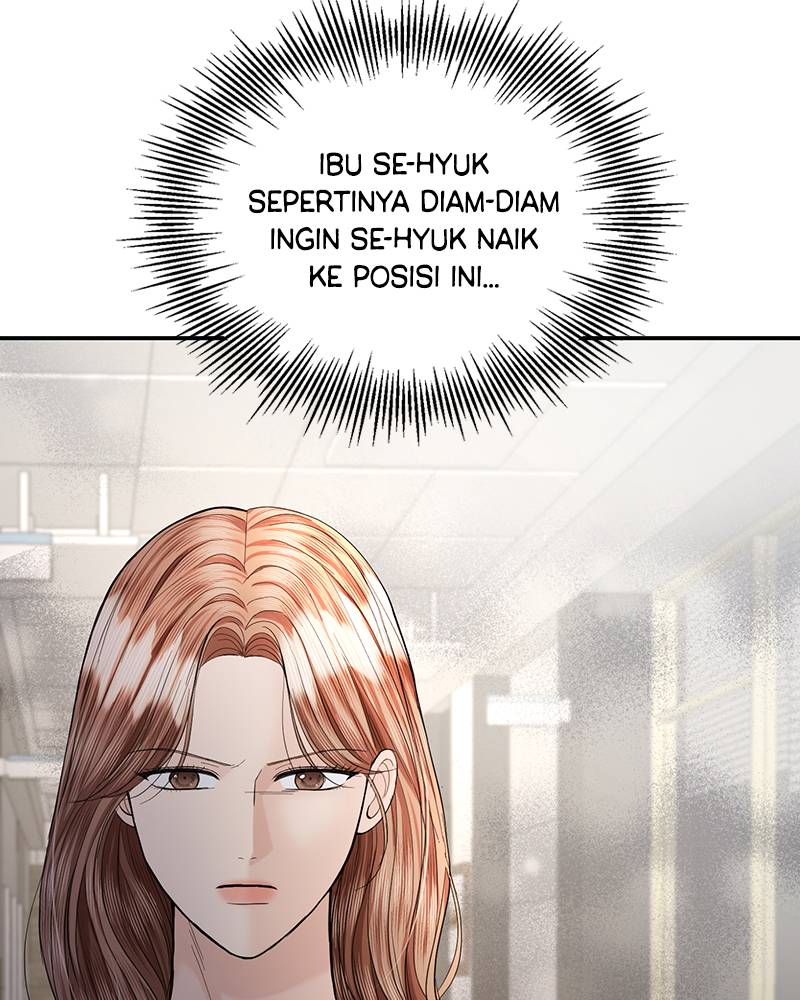 IBU SE-HYUK
SEPERTINYA DIAM-DIAM
INGIN SE-HYUK NAIK
KE POSISI INI...